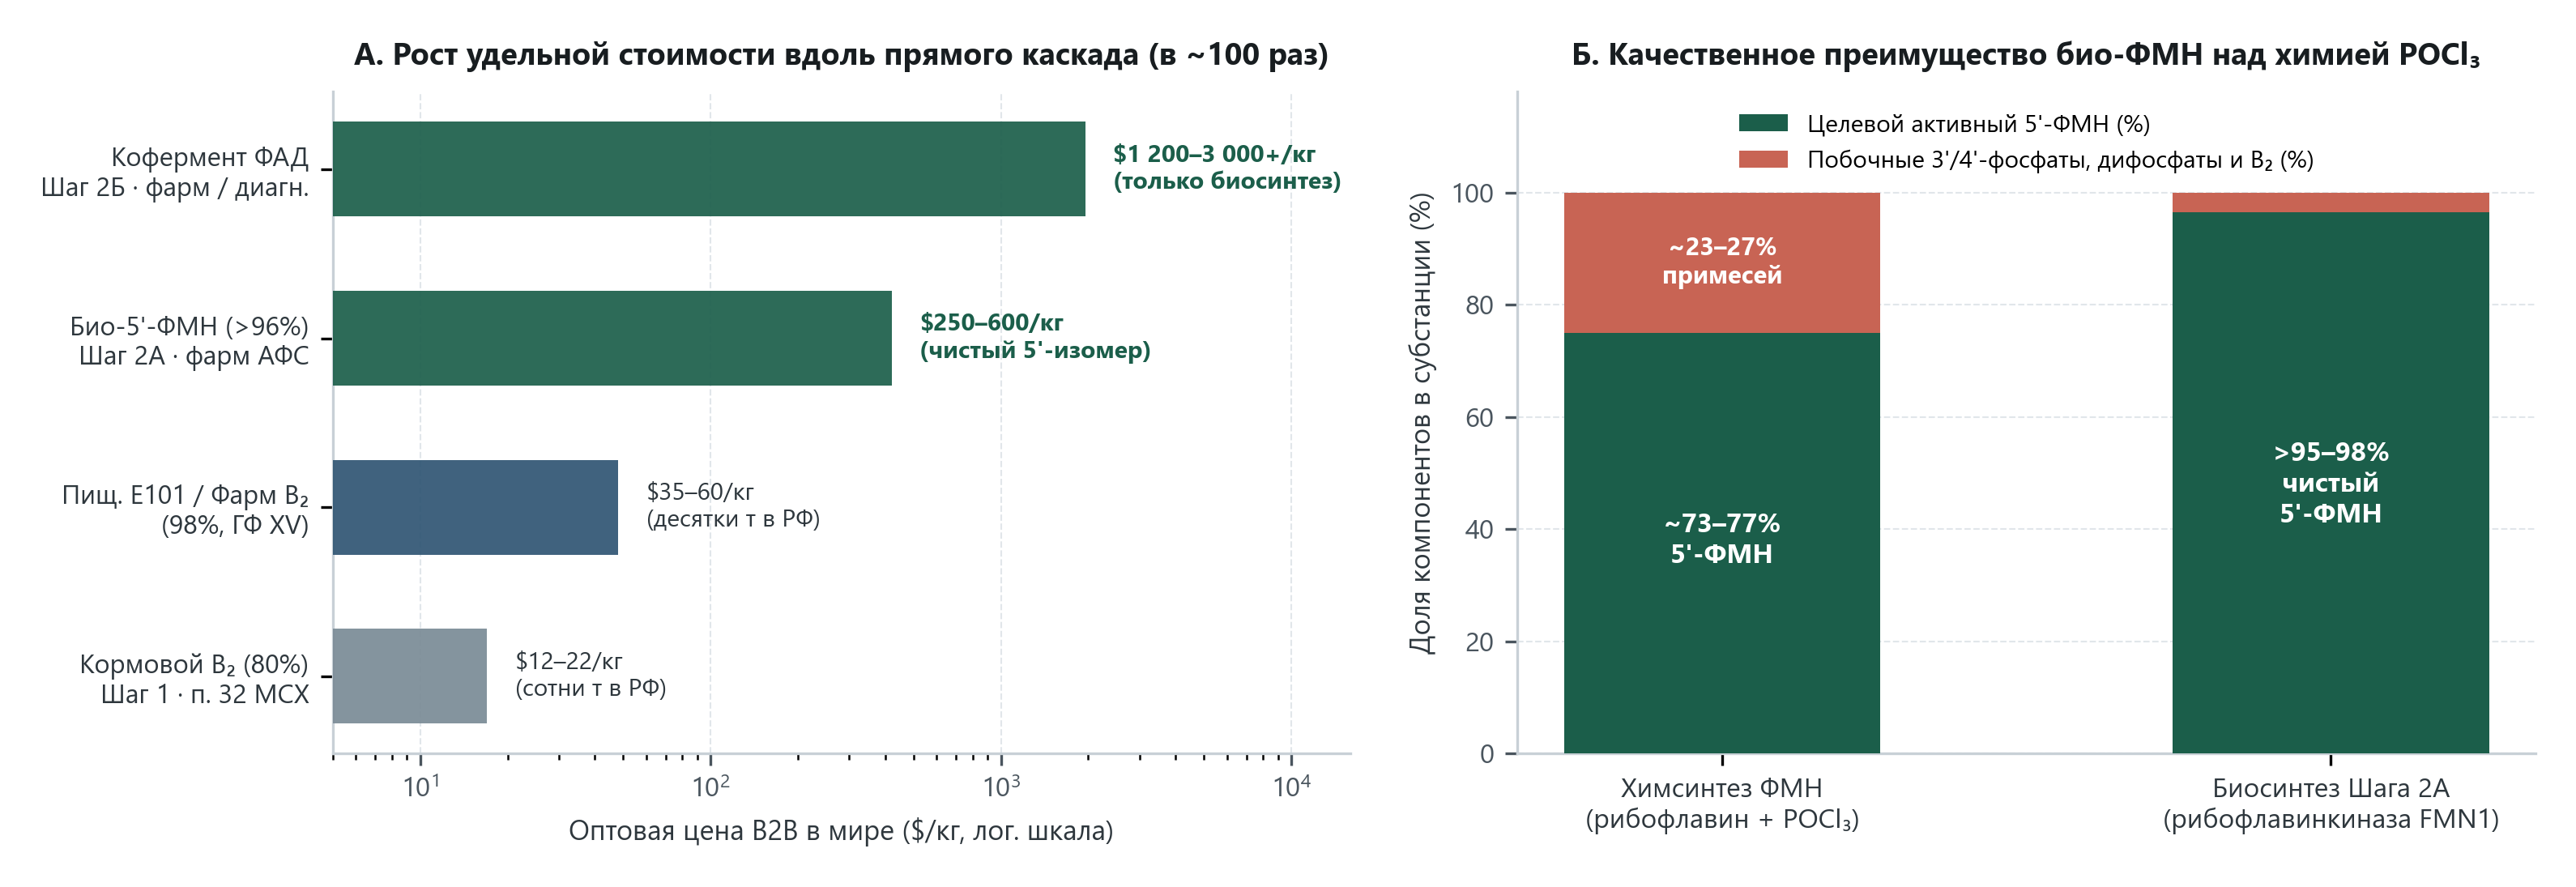 А. Рост удельной стоимости вдоль прямого каскада (в ~100 раз)
Кофермент ФАД
Шаг 2Б · фарм / диагн.
$1 200–3 000+/кг
(только биосинтез)
Био-5'-ФМН (>96%)
Шаг 2А · фарм АФС
$250–600/кг
(чистый 5'-изомер)
Пищ. Е101 / Фарм B₂
(98%, ГФ XV)
$35–60/кг
(десятки т в РФ)
Кормовой B₂ (80%)
Шаг 1 · п. 32 МСХ
$12–22/кг
(сотни т в РФ)
10¹ 10² 10³ 10⁴
Оптовая цена B2B в мире ($/кг, лог. шкала)
Б. Качественное преимущество био-ФМН над химией POCl₃
Целевой активный 5'-ФМН (%)
Побочные 3'/4'-фосфаты, дифосфаты и B₂ (%)
Доля компонентов в субстанции (%)
100
80
60
40
20
0
~23–27%
примесей
~73–77%
5'-ФМН
>95–98%
чистый
5'-ФМН
Химсинтез ФМН
(рибофлавин + POCl₃)
Биосинтез Шага 2А
(рибофлавинкиназа FMN1)